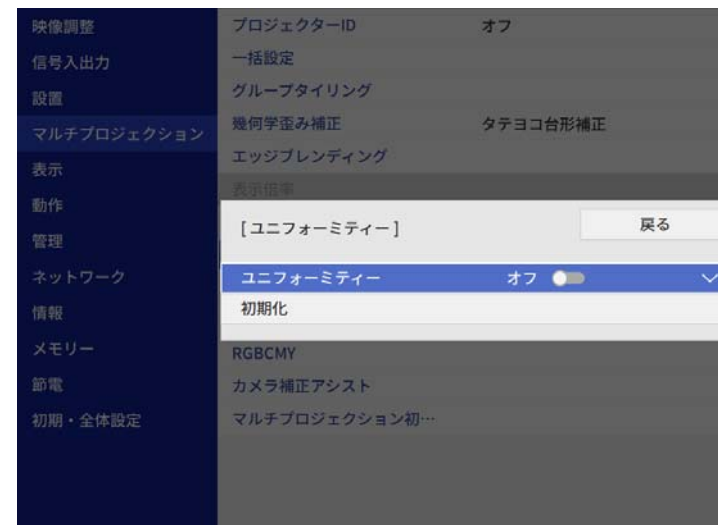 映像調整
信号入出力
設置
マルチプロジェクション
表示
動作
管理
ネットワーク
情報
メモリー
節電
初期・全体設定
プロジェクターID オフ
一括設定
グループタイリング
幾何学歪み補正 タテヨコ台形補正
エッジブレンディング
表示倍率
[ユニフォーミティー] 戻る
ユニフォーミティー オフ
初期化
RGBCMY
カメラ補正アシスト
マルチプロジェクション初…